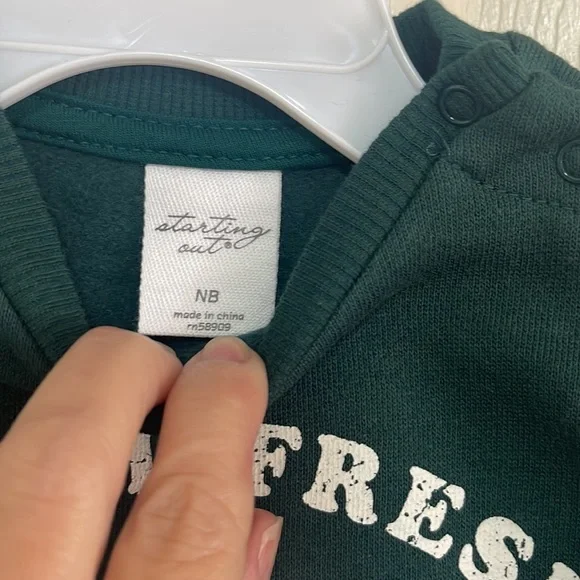 starting
out®
NB
made in china
rn58909
FRES